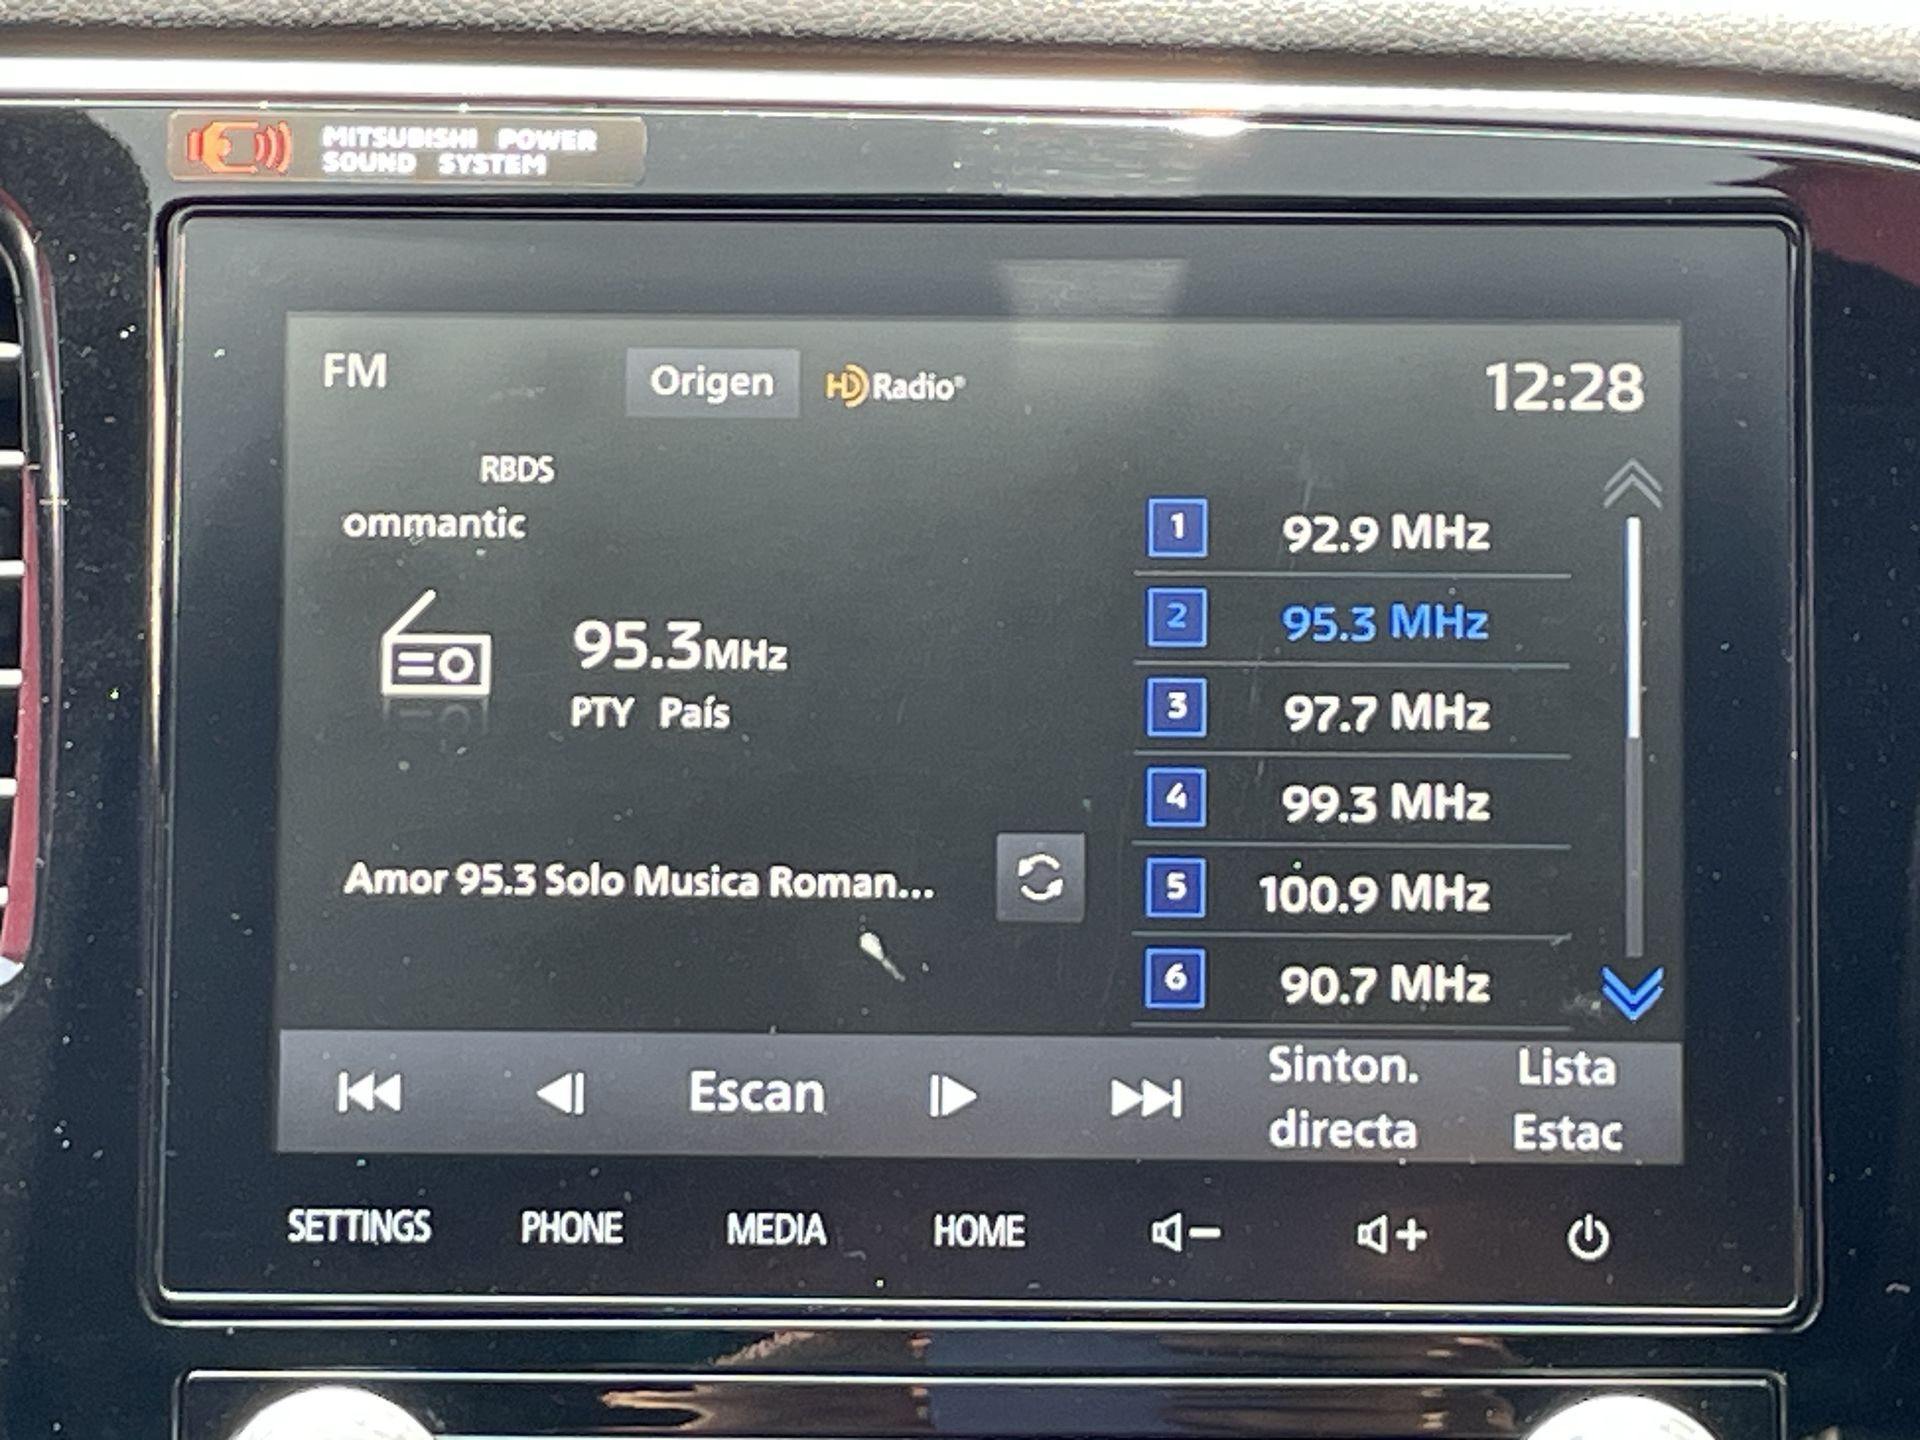 MITSUBISHI POWER
SOUND SYSTEM
FM
Origen
HD Radio®
12:28
RBDS
ommantic
95.3MHz
PTY País
Amor 95.3 Solo Musica Roman...
1 92.9 MHz
2 95.3 MHz
3 97.7 MHz
4 99.3 MHz
5 100.9 MHz
6 90.7 MHz
Escan
Sinton.
directa
Lista
Estac
SETTINGS PHONE MEDIA HOME